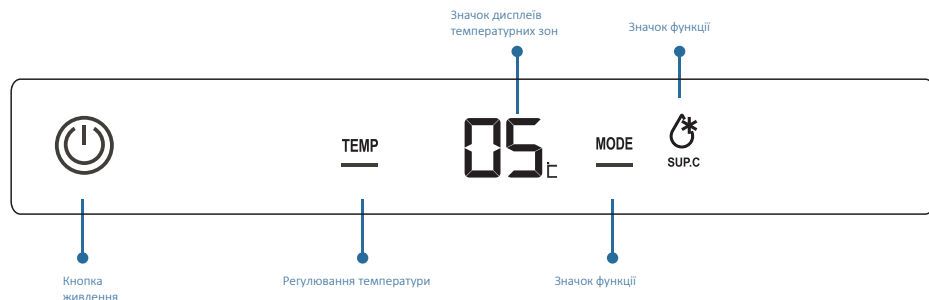 Значок дисплеїв
температурних зон
Значок функції
TEMP
05°C
MODE
SUP.C
Кнопка
живлення
Регулювання температури
Значок функції